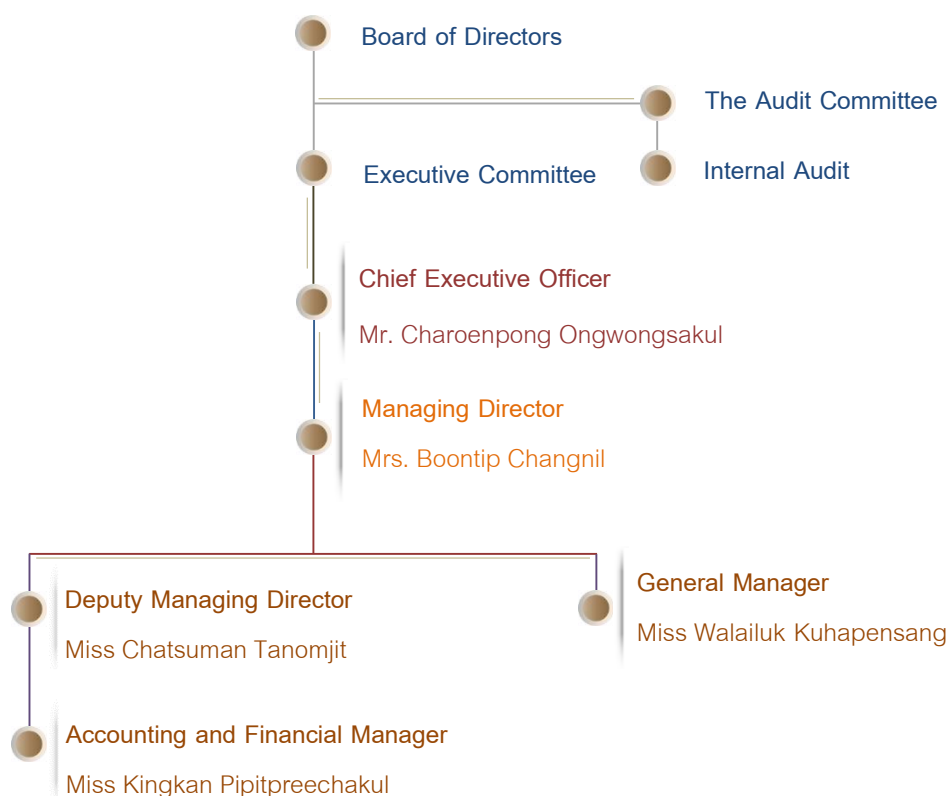 Board of Directors
The Audit Committee
Executive Committee
Internal Audit
Chief Executive Officer
Mr. Charoenpong Ongwongsakul
Managing Director
Mrs. Boontip Changnil
Deputy Managing Director
Miss Chatsuman Tanomjit
General Manager
Miss Walailuk Kuhapensang
Accounting and Financial Manager
Miss Kingkan Pipitpreechakul